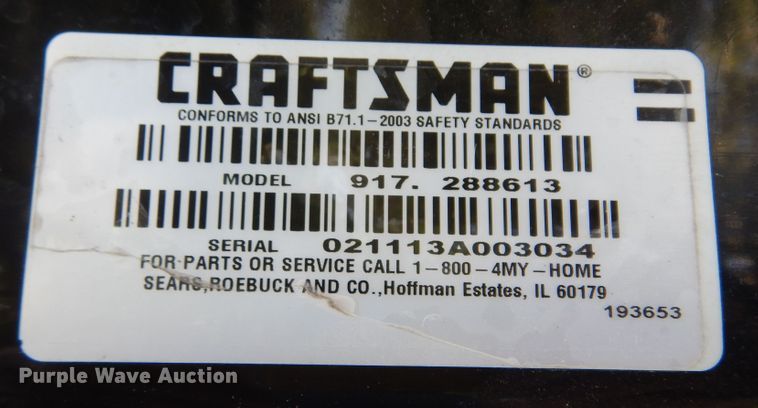 CRAFTSMAN®
CONFORMS TO ANSI B71.1-2003 SAFETY STANDARDS
MODEL 917. 288613
SERIAL 021113A003034
FOR PARTS OR SERVICE CALL 1-800-4MY-HOME
SEARS,ROEBUCK AND CO.,Hoffman Estates, IL 60179
193653
Purple Wave Auction